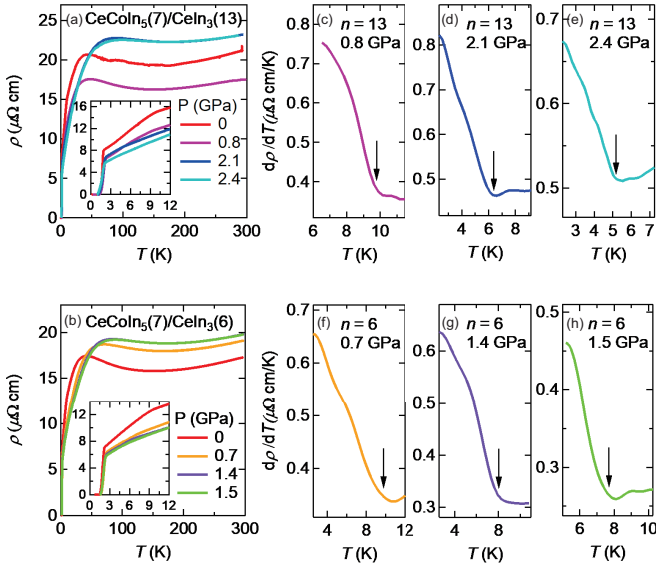 (a) CeCoIn5(7)/CeIn3(13)
25
20
15
10
5
0
ρ (μΩ cm)
16
12
8
4
0
0 3 6 9 12
P (GPa)
0
0.8
2.1
2.4
0 100 200 300
T (K)
(c) n = 13
0.8 GPa
0.8
0.7
0.6
0.5
0.4
dρ/dT(μΩ cm/K)
6 8 10
T (K)
(d) n = 13
2.1 GPa
0.8
0.7
0.6
0.5
4 6 8
T (K)
(e) n = 13
2.4 GPa
0.7
0.6
0.5
3 4 5 6 7
T (K)
(b) CeCoIn5(7)/CeIn3(6)
20
15
10
5
0
ρ (μΩ cm)
12
8
4
0
0 3 6 9 12
P (GPa)
0
0.7
1.4
1.5
0 100 200 300
T (K)
(f) n = 6
0.7 GPa
0.7
0.6
0.5
0.4
dρ/dT(μΩ cm/K)
4 6 8 10 12
T (K)
(g) n = 6
1.4 GPa
0.6
0.5
0.4
0.3
4 6 8
T (K)
(h) n = 6
1.5 GPa
0.5
0.4
0.3
6 8 10
T (K)